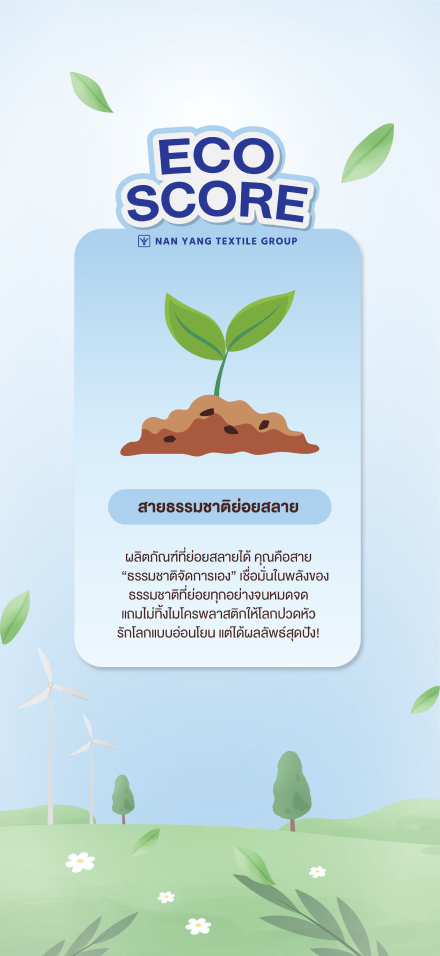 ECO
SCORE
NAN YANG TEXTILE GROUP
สายธรรมชาติย่อยสลาย
ผลิตภัณฑ์ที่ย่อยสลายได้ คุณคือสาย
“ธรรมชาติจัดการเอง” เชื่อมั่นในพลังของ
ธรรมชาติที่ย่อยทุกอย่างจนหมดจด
แถมไม่ทิ้งไมโครพลาสติกให้โลกปวดหัว
รักโลกแบบอ่อนโยน แต่ได้ผลลัพธ์สุดปัง!